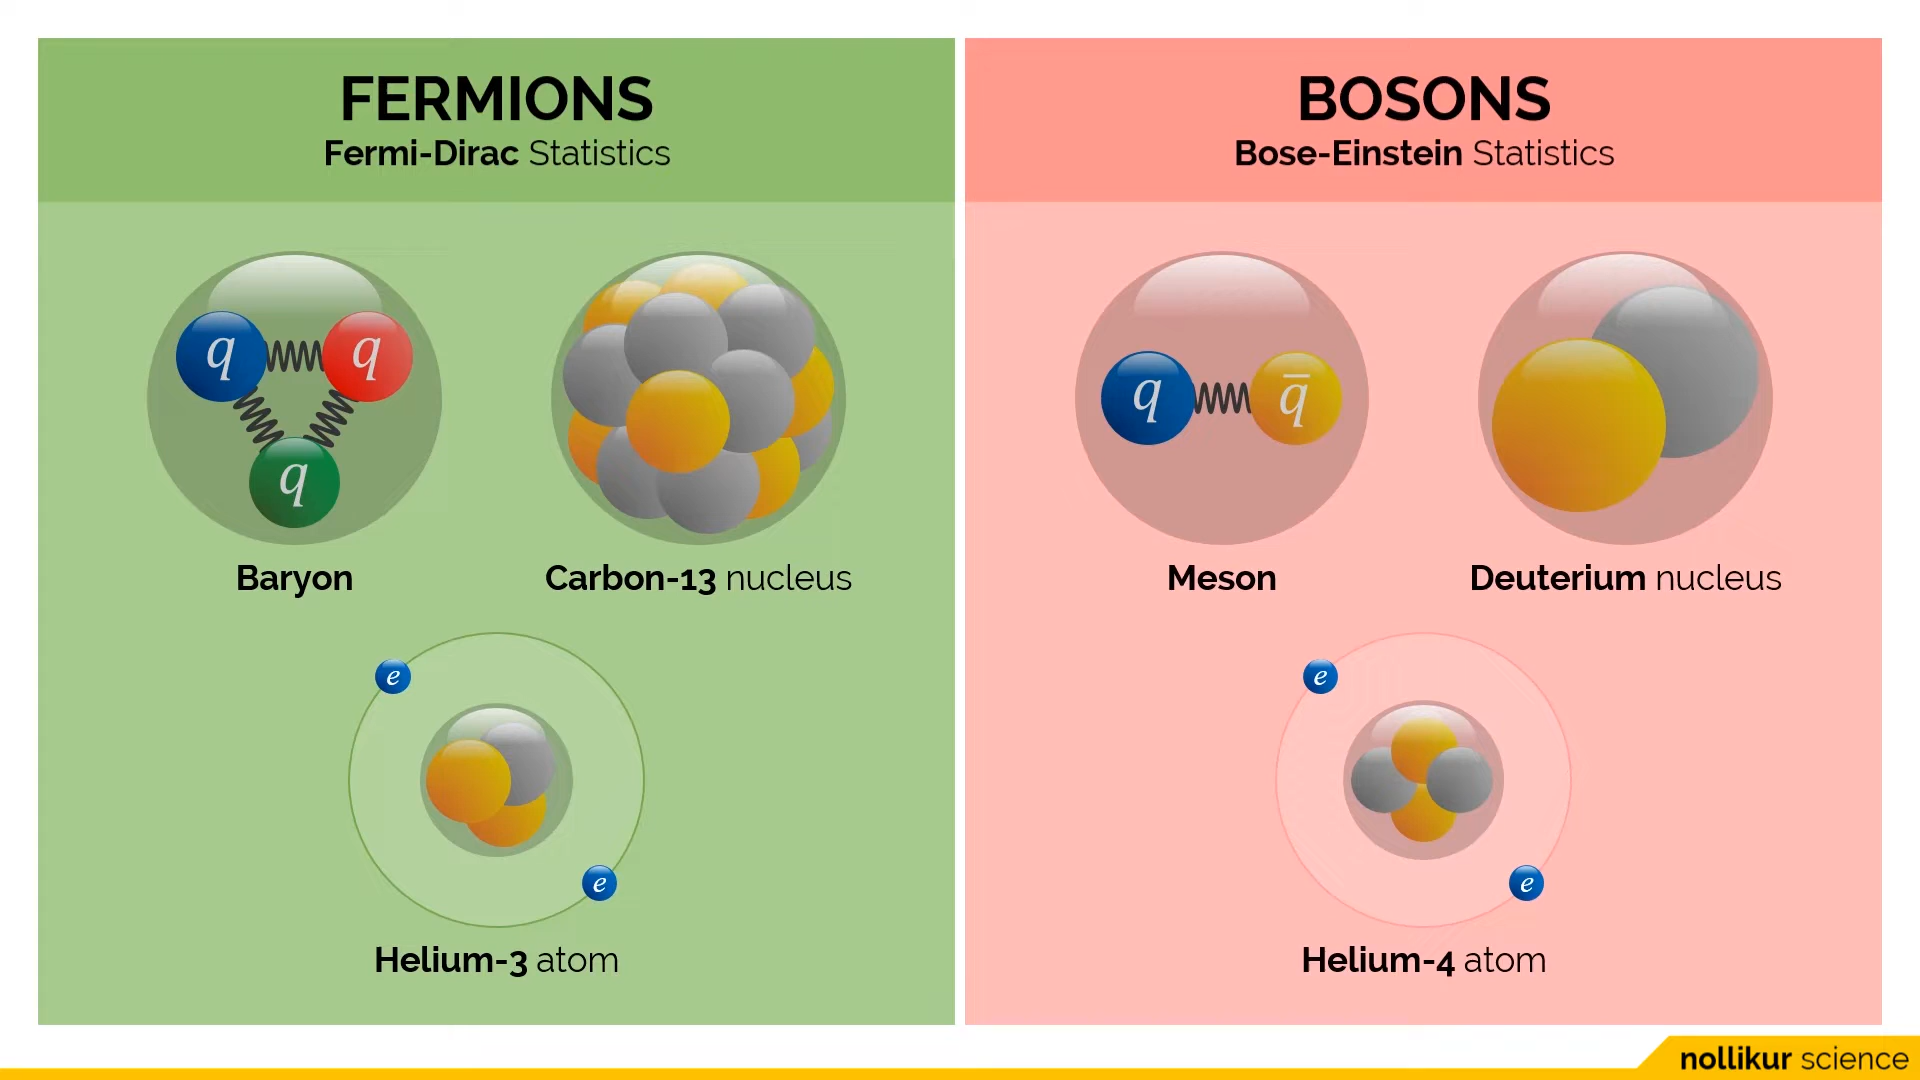 FERMIONS
Fermi-Dirac Statistics
q
q
q
Baryon
Carbon-13 nucleus
e
e
Helium-3 atom
BOSONS
Bose-Einstein Statistics
q
q̅
Meson
Deuterium nucleus
e
e
Helium-4 atom
nollikur science